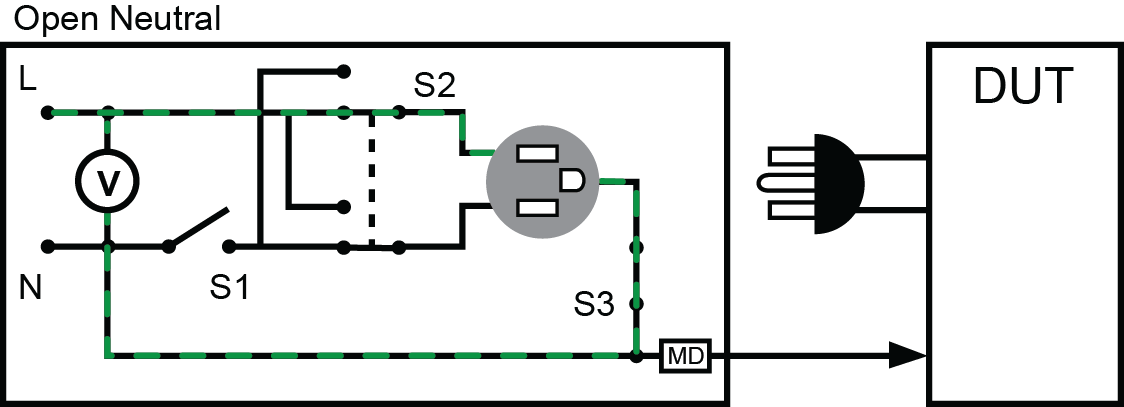 Open Neutral
L
S2
DUT
V
N
S1
S3
MD